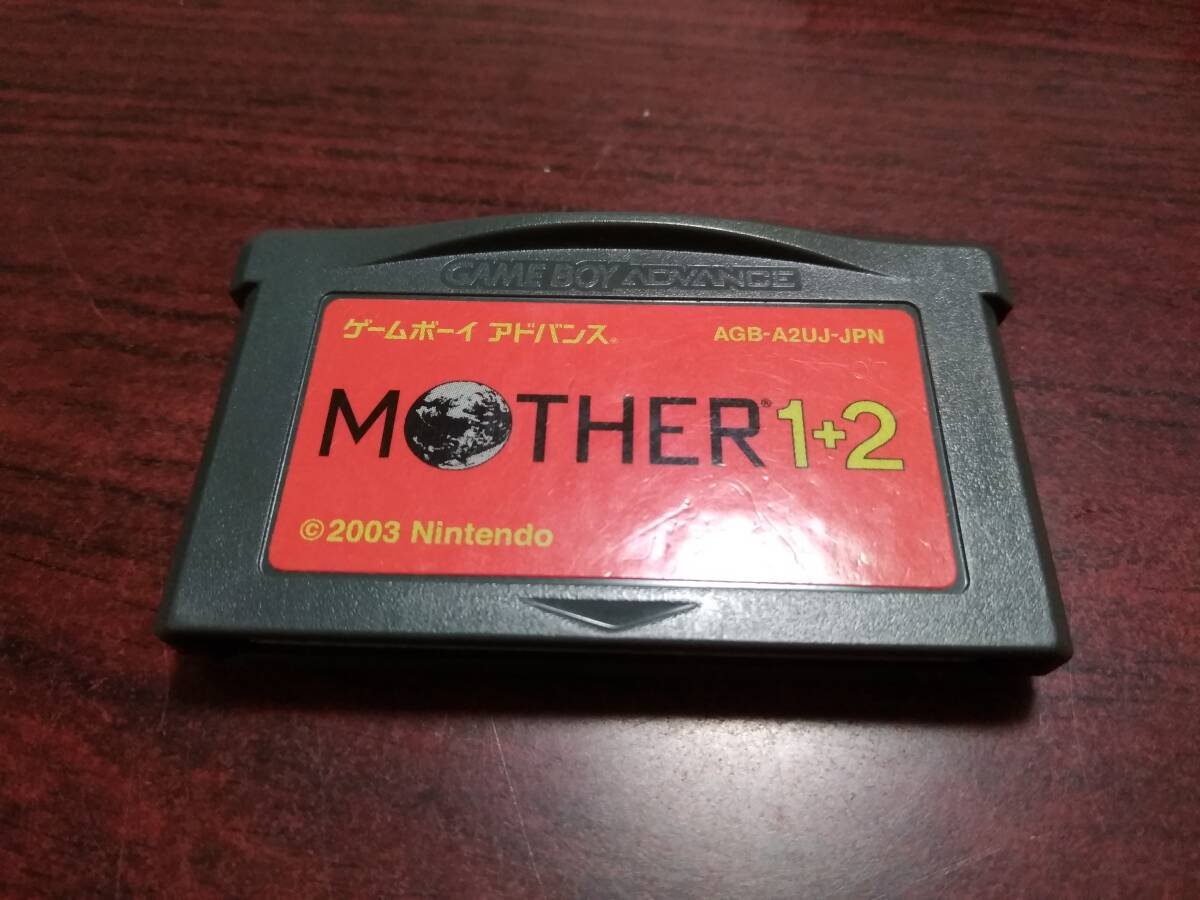 GAME BOY ADVANCE
ゲームボーイ アドバンス® AGB-A2UJ-JPN
MOTHER® 1+2
©2003 Nintendo